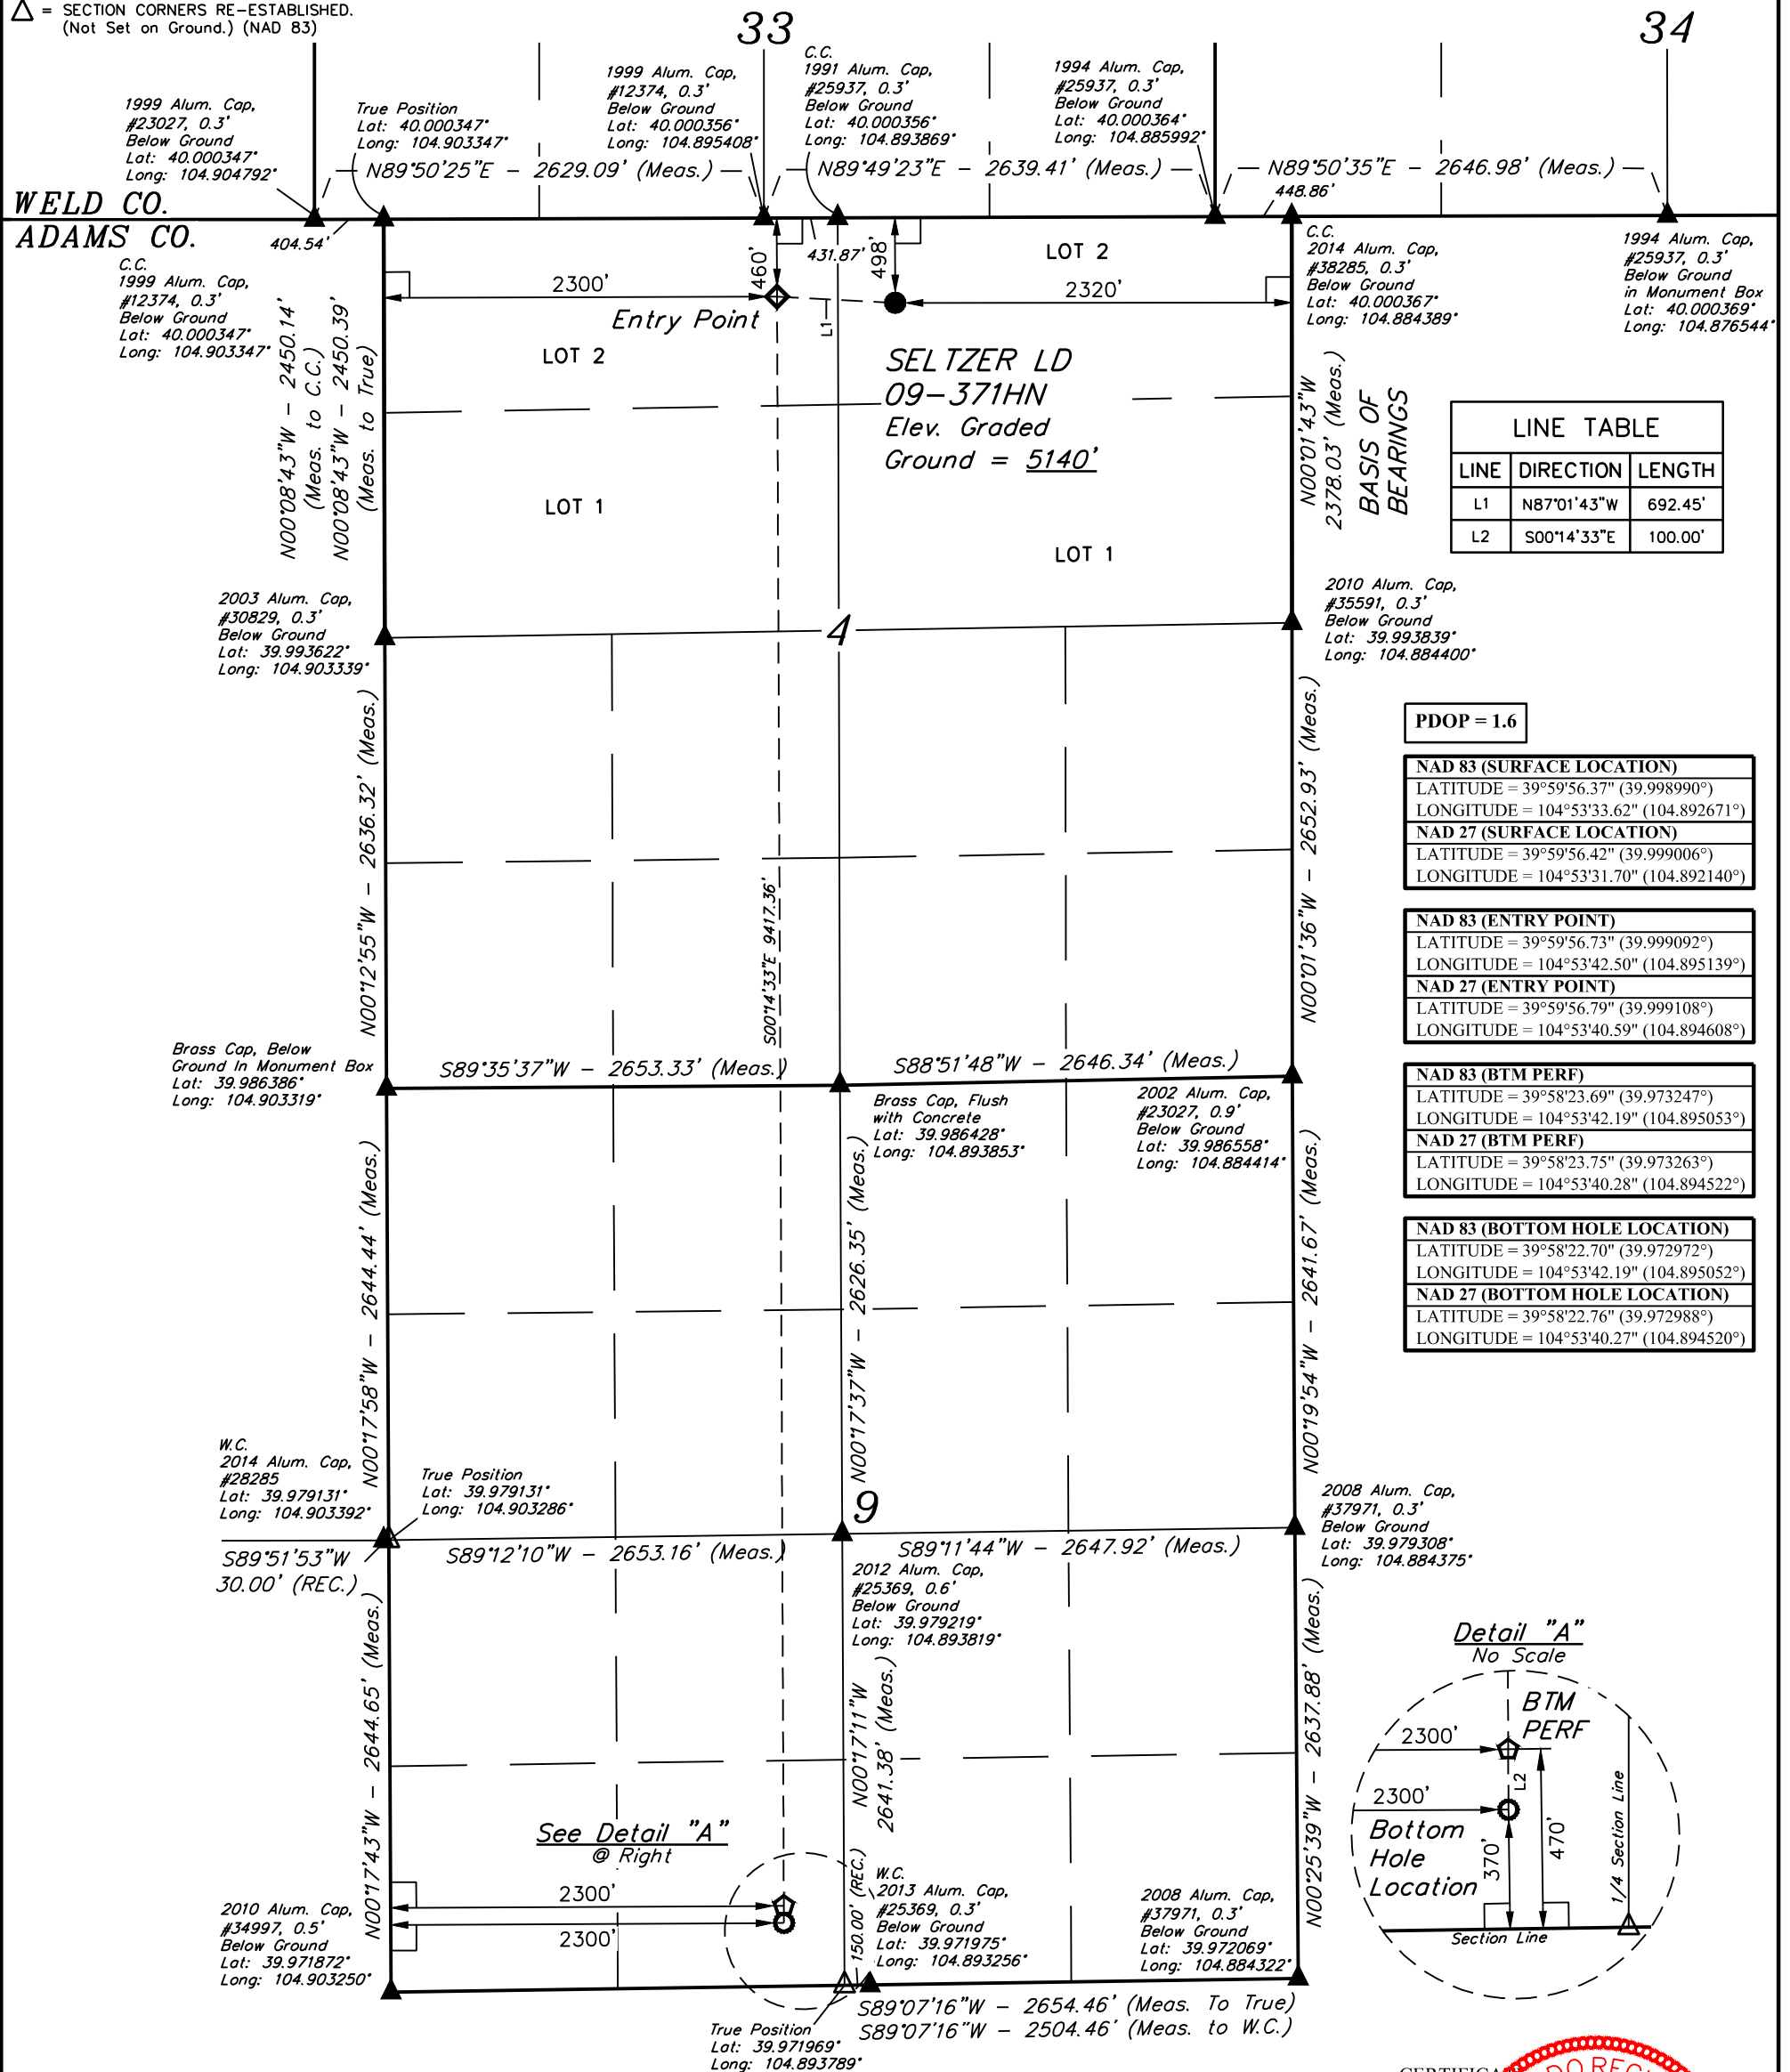 △ = SECTION CORNERS RE-ESTABLISHED.
(Not Set on Ground.) (NAD 83)
33
34
1999 Alum. Cap,
#23027, 0.3'
Below Ground
Lat: 40.000347°
Long: 104.904792°
True Position
Lat: 40.000347°
Long: 104.903347°
1999 Alum. Cap,
#12374, 0.3'
Below Ground
Lat: 40.000356°
Long: 104.895408°
C.C.
1991 Alum. Cap,
#25937, 0.3'
Below Ground
Lat: 40.000356°
Long: 104.893869°
1994 Alum. Cap,
#25937, 0.3'
Below Ground
Lat: 40.000364°
Long: 104.885992°
N89°50'25"E - 2629.09' (Meas.)
N89°49'23"E - 2639.41' (Meas.)
N89°50'35"E - 2646.98' (Meas.)
448.86'
WELD CO.
ADAMS CO.
404.54'
431.87'
C.C.
1999 Alum. Cap,
#12374, 0.3'
Below Ground
Lat: 40.000347°
Long: 104.903347°
2300'
460'
498'
LOT 2
2320'
C.C.
2014 Alum. Cap,
#38285, 0.3'
Below Ground
Lat: 40.000367°
Long: 104.884389°
1994 Alum. Cap,
#25937, 0.3'
Below Ground
in Monument Box
Lat: 40.000369°
Long: 104.876544°
Entry Point
L1
LOT 2
SELTZER LD
09-371HN
Elev. Graded
Ground = 5140'
N00°08'43"W - 2450.14'
(Meas. to C.C.)
N00°08'43"W - 2450.39'
(Meas. to True)
LOT 1
LOT 1
N00°01'43"W
2378.03' (Meas.)
BASIS OF
BEARINGS
LINE TABLE
LINE DIRECTION LENGTH
L1 N87°01'43"W 692.45'
L2 S00°14'33"E 100.00'
2003 Alum. Cap,
#30829, 0.3'
Below Ground
Lat: 39.993622°
Long: 104.903339°
4
2010 Alum. Cap,
#35591, 0.3'
Below Ground
Lat: 39.993839°
Long: 104.884400°
N00°12'55"W - 2636.32' (Meas.)
S00°14'33"E 9417.36'
N00°01'36"W - 2652.93' (Meas.)
PDOP = 1.6
NAD 83 (SURFACE LOCATION)
LATITUDE = 39°59'56.37" (39.998990°)
LONGITUDE = 104°53'33.62" (104.892671°)
NAD 27 (SURFACE LOCATION)
LATITUDE = 39°59'56.42" (39.999006°)
LONGITUDE = 104°53'31.70" (104.892140°)
NAD 83 (ENTRY POINT)
LATITUDE = 39°59'56.73" (39.999092°)
LONGITUDE = 104°53'42.50" (104.895139°)
NAD 27 (ENTRY POINT)
LATITUDE = 39°59'56.79" (39.999108°)
LONGITUDE = 104°53'40.59" (104.894608°)
NAD 83 (BTM PERF)
LATITUDE = 39°58'23.69" (39.973247°)
LONGITUDE = 104°53'42.19" (104.895053°)
NAD 27 (BTM PERF)
LATITUDE = 39°58'23.75" (39.973263°)
LONGITUDE = 104°53'40.28" (104.894522°)
NAD 83 (BOTTOM HOLE LOCATION)
LATITUDE = 39°58'22.70" (39.972972°)
LONGITUDE = 104°53'42.19" (104.895052°)
NAD 27 (BOTTOM HOLE LOCATION)
LATITUDE = 39°58'22.76" (39.972988°)
LONGITUDE = 104°53'40.27" (104.894520°)
Brass Cap, Below
Ground In Monument Box
Lat: 39.986386°
Long: 104.903319°
S89°35'37"W - 2653.33' (Meas.)
S88°51'48"W - 2646.34' (Meas.)
Brass Cap, Flush
with Concrete
Lat: 39.986428°
Long: 104.893853°
2002 Alum. Cap,
#23027, 0.9'
Below Ground
Lat: 39.986558°
Long: 104.884414°
N00°17'58"W - 2644.44' (Meas.)
N00°17'37"W - 2626.35' (Meas.)
N00°19'54"W - 2641.67' (Meas.)
W.C.
2014 Alum. Cap,
#28285
Lat: 39.979131°
Long: 104.903392°
True Position
Lat: 39.979131°
Long: 104.903286°
9
S89°51'53"W
30.00' (REC.)
S89°12'10"W - 2653.16' (Meas.)
S89°11'44"W - 2647.92' (Meas.)
2012 Alum. Cap,
#25369, 0.6'
Below Ground
Lat: 39.979219°
Long: 104.893819°
2008 Alum. Cap,
#37971, 0.3'
Below Ground
Lat: 39.979308°
Long: 104.884375°
N00°17'43"W - 2644.65' (Meas.)
N00°17'11"W
2641.38' (Meas.)
N00°25'39"W - 2637.88' (Meas.)
Detail "A"
No Scale
BTM
PERF
2300'
L2
2300'
Bottom
Hole
Location
370'
470'
1/4 Section Line
Section Line
See Detail "A"
@ Right
2300'
2300'
150.00' (REC.)
2010 Alum. Cap,
#34997, 0.5'
Below Ground
Lat: 39.971872°
Long: 104.903250°
W.C.
2013 Alum. Cap,
#25369, 0.3'
Below Ground
Lat: 39.971975°
Long: 104.893256°
2008 Alum. Cap,
#37971, 0.3'
Below Ground
Lat: 39.972069°
Long: 104.884322°
S89°07'16"W - 2654.46' (Meas. To True)
S89°07'16"W - 2504.46' (Meas. to W.C.)
True Position
Lat: 39.971969°
Long: 104.893789°